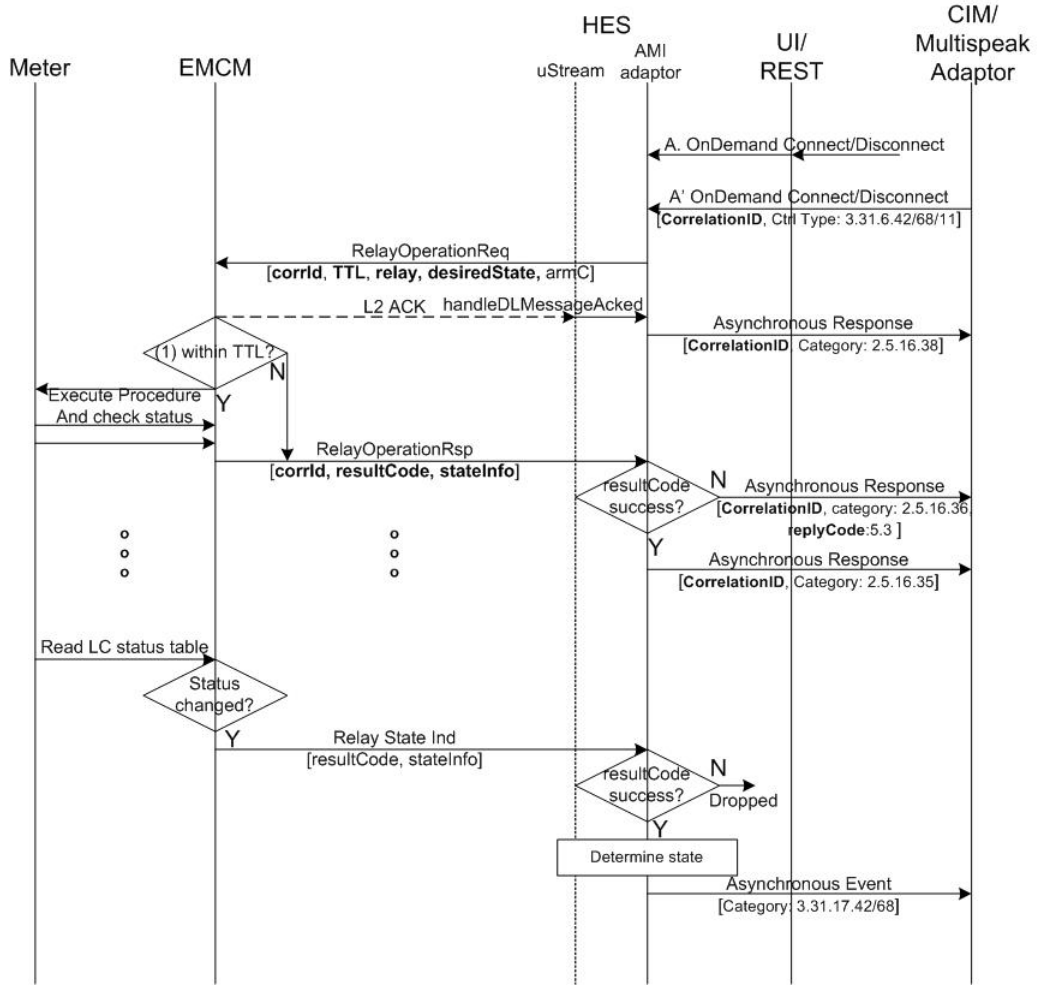 HES
CIM/
Multispeak
Adaptor
UI/
REST
AMI
adaptor
uStream
Meter
EMCM
A. OnDemand Connect/Disconnect
A' OnDemand Connect/Disconnect
[CorrelationID, Ctrl Type: 3.31.6.42/68/11]
RelayOperationReq
[corrId, TTL, relay, desiredState, armC]
L2 ACK
handleDLMessageAcked
Asynchronous Response
[CorrelationID, Category: 2.5.16.38]
(1) within TTL?
N
Y
Execute Procedure
And check status
RelayOperationRsp
[corrId, resultCode, stateInfo]
resultCode
success?
N
Asynchronous Response
[CorrelationID, category: 2.5.16.36,
replyCode:5.3 ]
Y
Asynchronous Response
[CorrelationID, Category: 2.5.16.35]
Read LC status table
Status
changed?
Y
Relay State Ind
[resultCode, stateInfo]
resultCode
success?
N
Dropped
Y
Determine state
Asynchronous Event
[Category: 3.31.17.42/68]